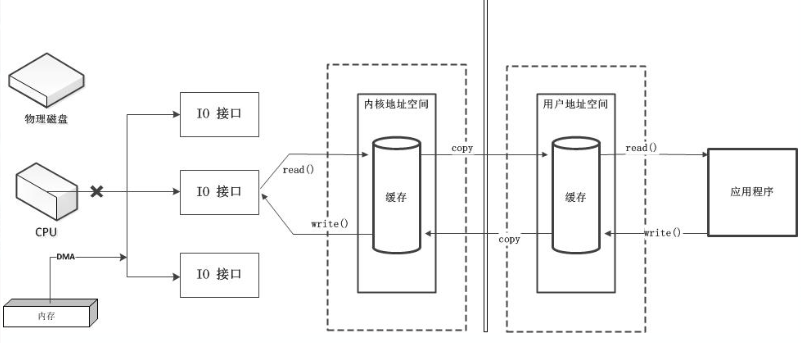 物理磁盘
CPU
DMA
内存
IO 接口
IO 接口
IO 接口
read()
write()
内核地址空间
缓存
copy
copy
用户地址空间
缓存
read()
write()
应用程序